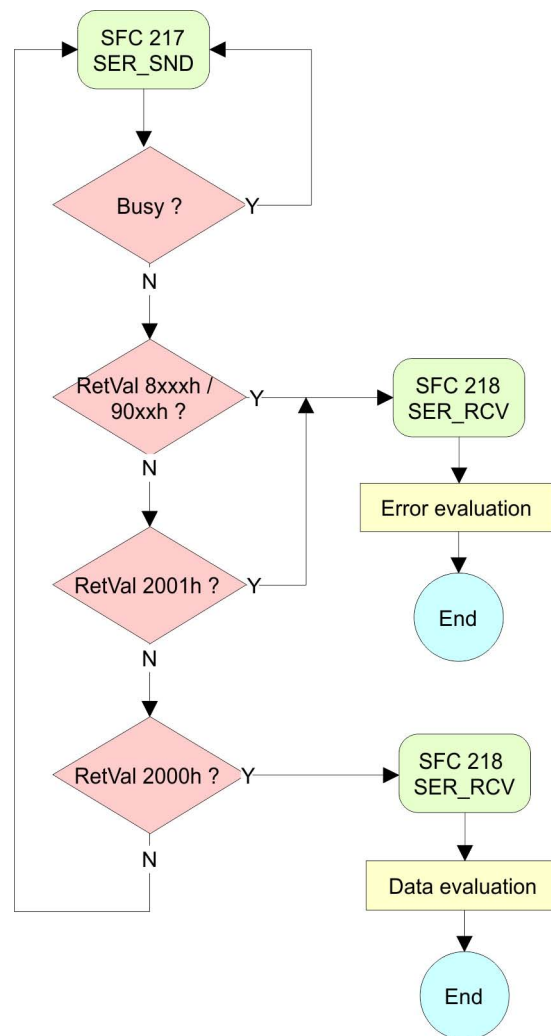 SFC 217
SER_SND
Busy ?
Y
N
RetVal 8xxxh /
90xxh ?
Y
SFC 218
SER_RCV
N
Error evaluation
RetVal 2001h ?
Y
End
N
RetVal 2000h ?
Y
SFC 218
SER_RCV
N
Data evaluation
End